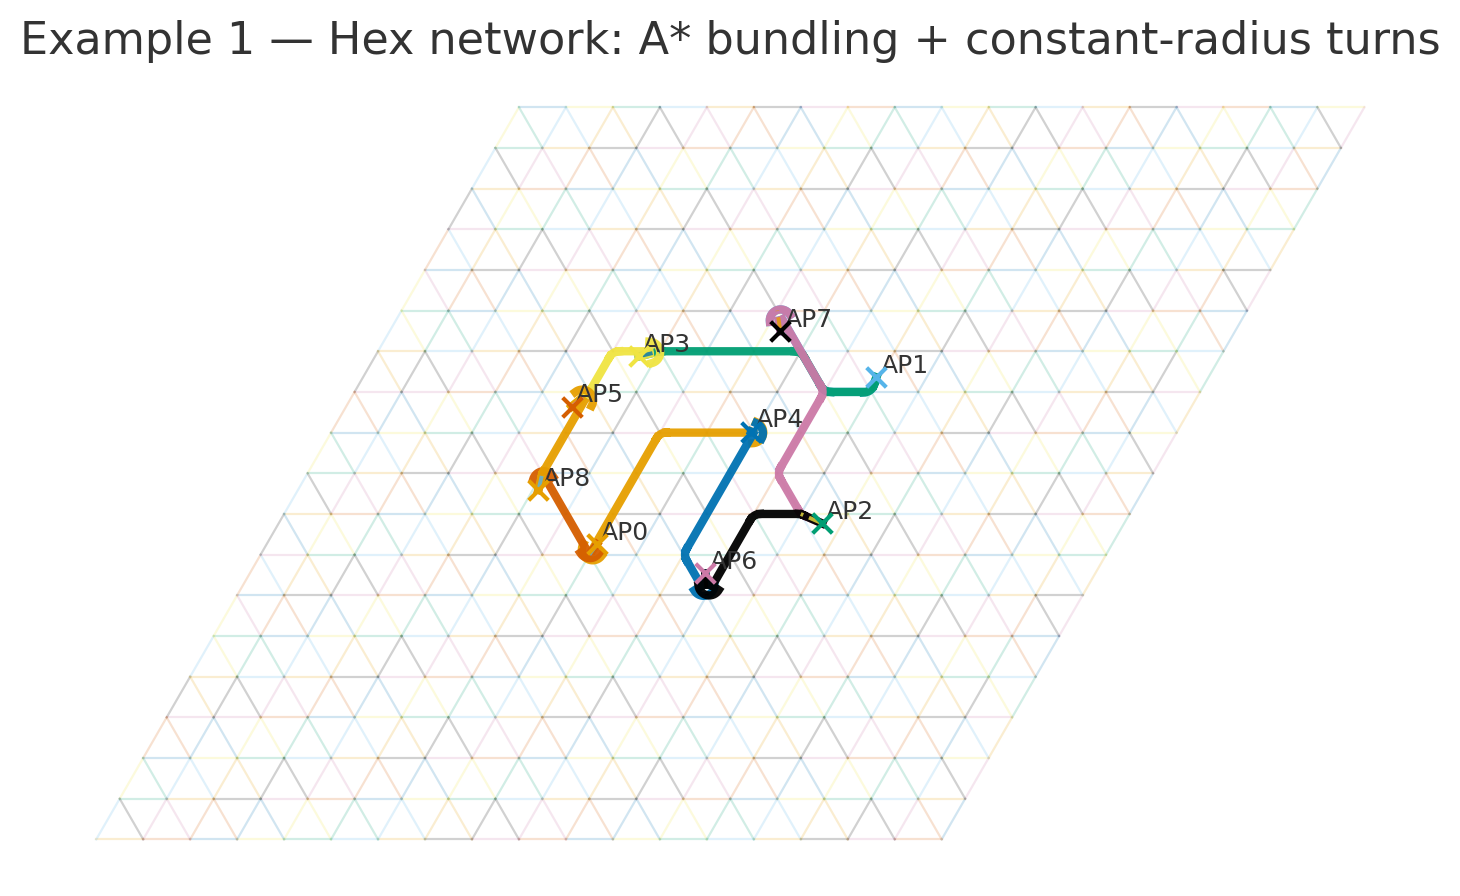 Example 1 — Hex network: A* bundling + constant-radius turns
AP7
AP3
AP1
AP5
AP4
AP8
AP2
AP0
AP6